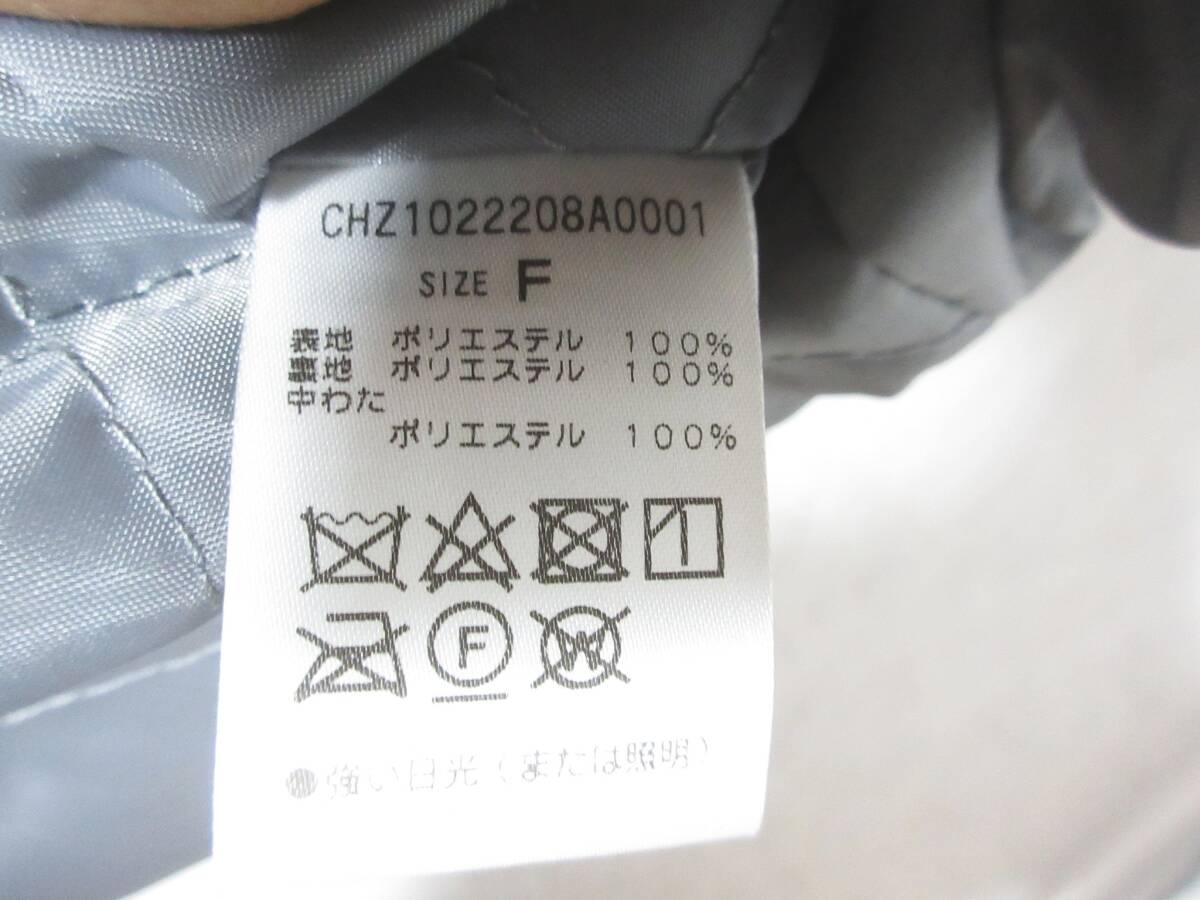 CHZ1022208A0001
SIZE F
表地 ポリエステル 100%
裏地 ポリエステル 100%
中わた
ポリエステル 100%
F
W
●強い日光(または照明)